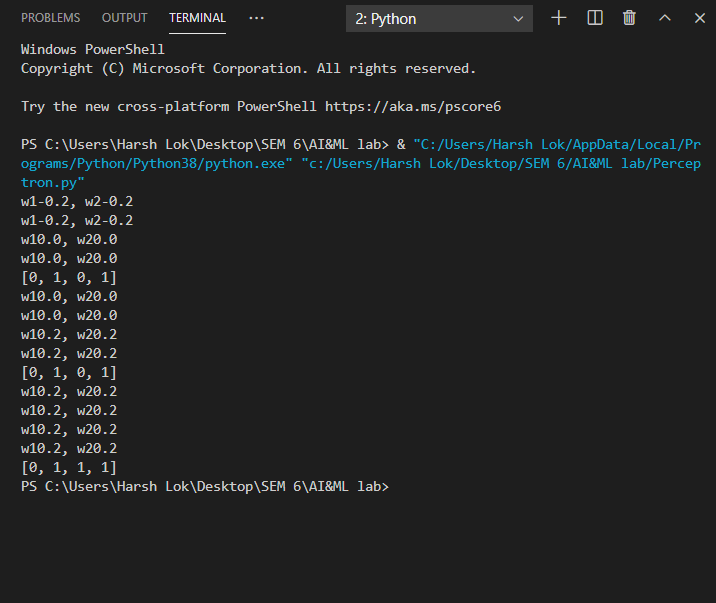 PROBLEMS OUTPUT TERMINAL ··· 2: Python
Windows PowerShell
Copyright (C) Microsoft Corporation. All rights reserved.
Try the new cross-platform PowerShell https://aka.ms/pscore6
PS C:\Users\Harsh Lok\Desktop\SEM 6\AI&ML lab> & "C:/Users/Harsh Lok/AppData/Local/Pr
ograms/Python/Python38/python.exe" "c:/Users/Harsh Lok/Desktop/SEM 6/AI&ML lab/Percep
tron.py"
w1-0.2, w2-0.2
w1-0.2, w2-0.2
w10.0, w20.0
w10.0, w20.0
[0, 1, 0, 1]
w10.0, w20.0
w10.0, w20.0
w10.2, w20.2
w10.2, w20.2
[0, 1, 0, 1]
w10.2, w20.2
w10.2, w20.2
w10.2, w20.2
w10.2, w20.2
[0, 1, 1, 1]
PS C:\Users\Harsh Lok\Desktop\SEM 6\AI&ML lab>